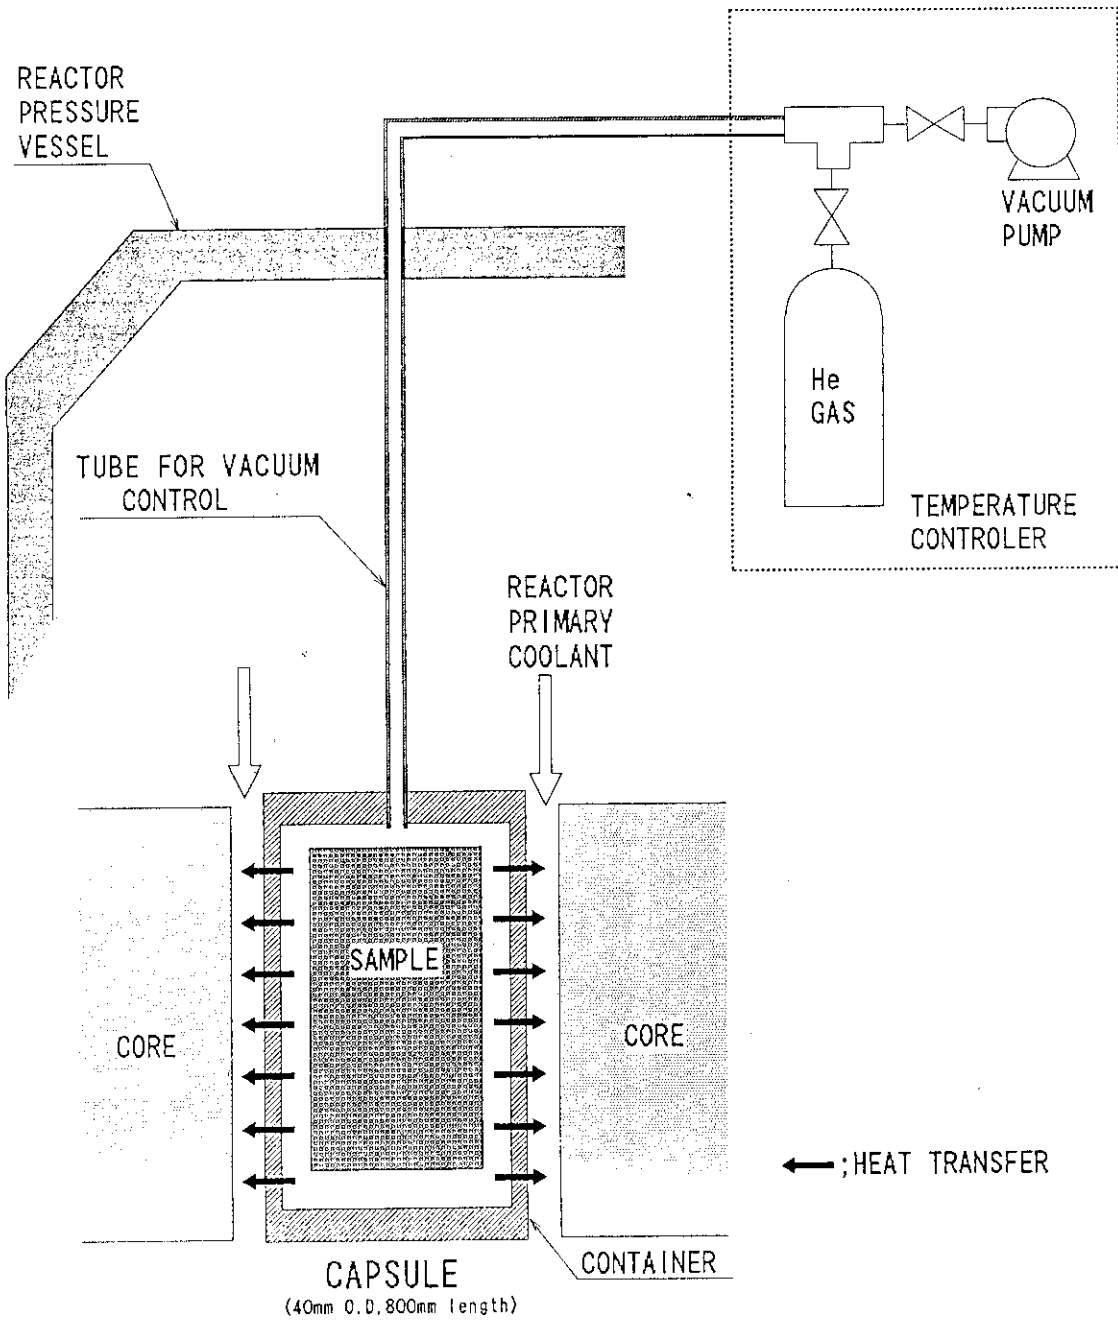 REACTOR
PRESSURE
VESSEL
VACUUM
PUMP
He
GAS
TEMPERATURE
CONTROLER
TUBE FOR VACUUM
CONTROL
REACTOR
PRIMARY
COOLANT
SAMPLE
CORE
CORE
;HEAT TRANSFER
CONTAINER
CAPSULE
(40mm O.D,800mm length)